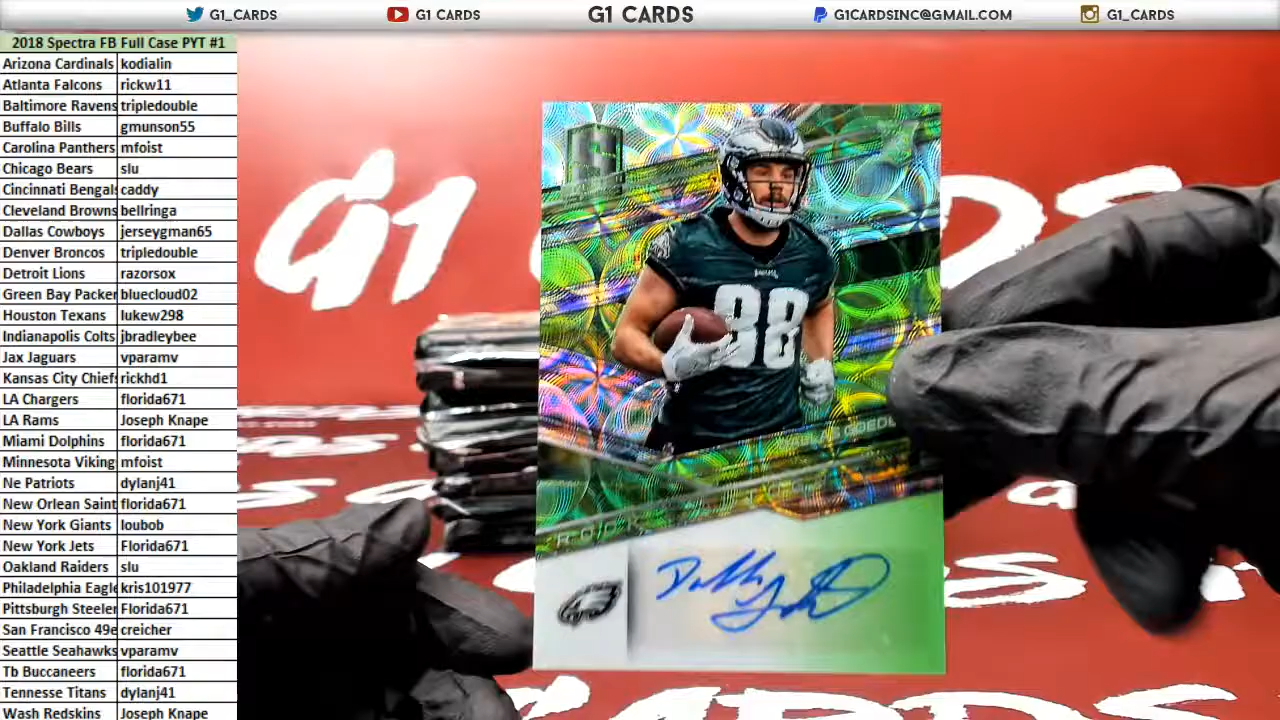 G1_CARDS G1 CARDS G1 CARDS G1CARDSINC@GMAIL.COM G1_CARDS
2018 Spectra FB Full Case PYT #1
Arizona Cardinals kodialin
Atlanta Falcons rickw11
Baltimore Ravens tripledouble
Buffalo Bills gmunson55
Carolina Panthers mfoist
Chicago Bears slu
Cincinnati Bengals caddy
Cleveland Browns bellringa
Dallas Cowboys jerseygman65
Denver Broncos tripledouble
Detroit Lions razorsox
Green Bay Packer bluecloud02
Houston Texans lukew298
Indianapolis Colts jbradleybee
Jax Jaguars vparamv
Kansas City Chiefs rickhd1
LA Chargers florida671
LA Rams Joseph Knape
Miami Dolphins florida671
Minnesota Viking mfoist
Ne Patriots dylanj41
New Orlean Saint florida671
New York Giants loubob
New York Jets Florida671
Oakland Raiders slu
Philadelphia Eagle kris101977
Pittsburgh Steeler Florida671
San Francisco 49e creicher
Seattle Seahawks vparamv
Tb Buccaneers florida671
Tennesse Titans dylanj41
Wash Redskins Joseph Knape
G1
S
88